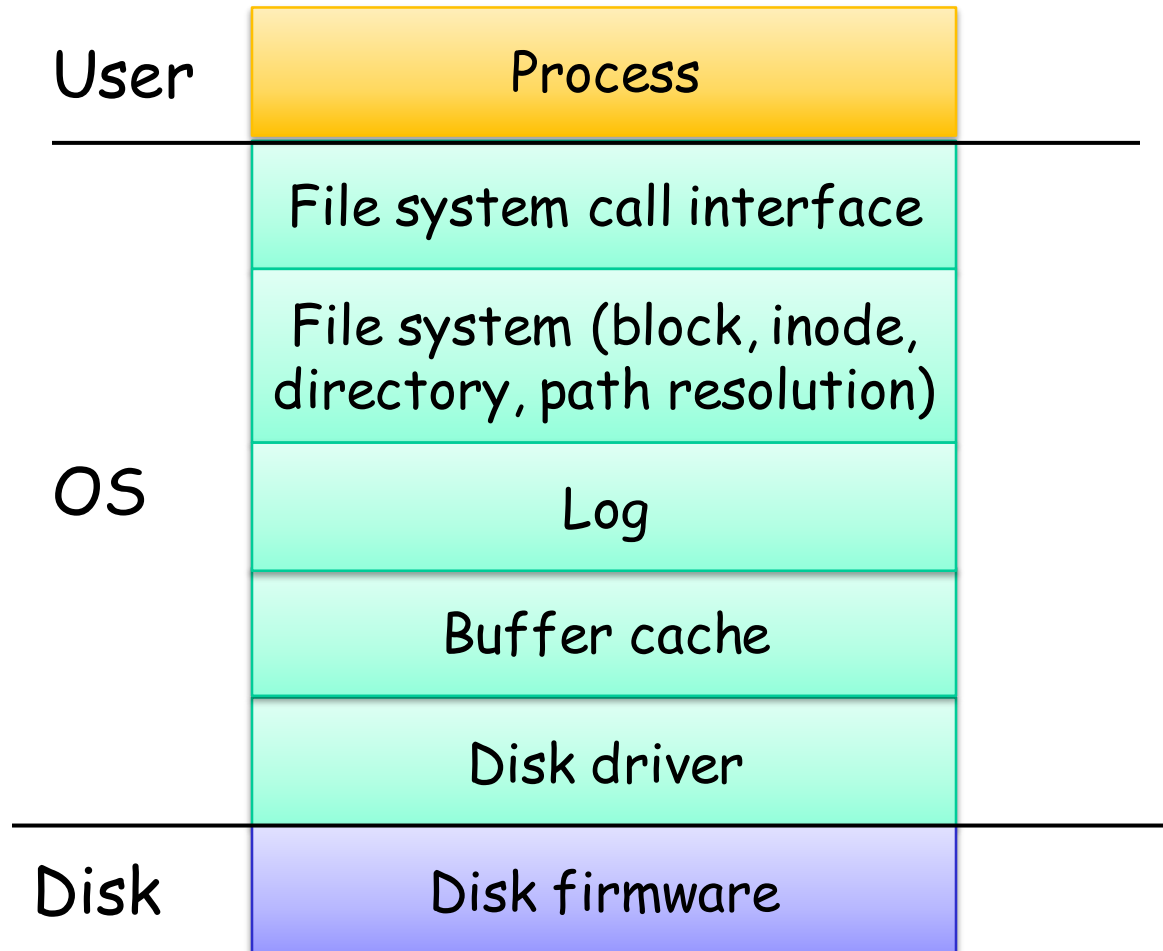 User
Process
File system call interface
File system (block, inode,
directory, path resolution)
OS
Log
Buffer cache
Disk driver
Disk
Disk firmware